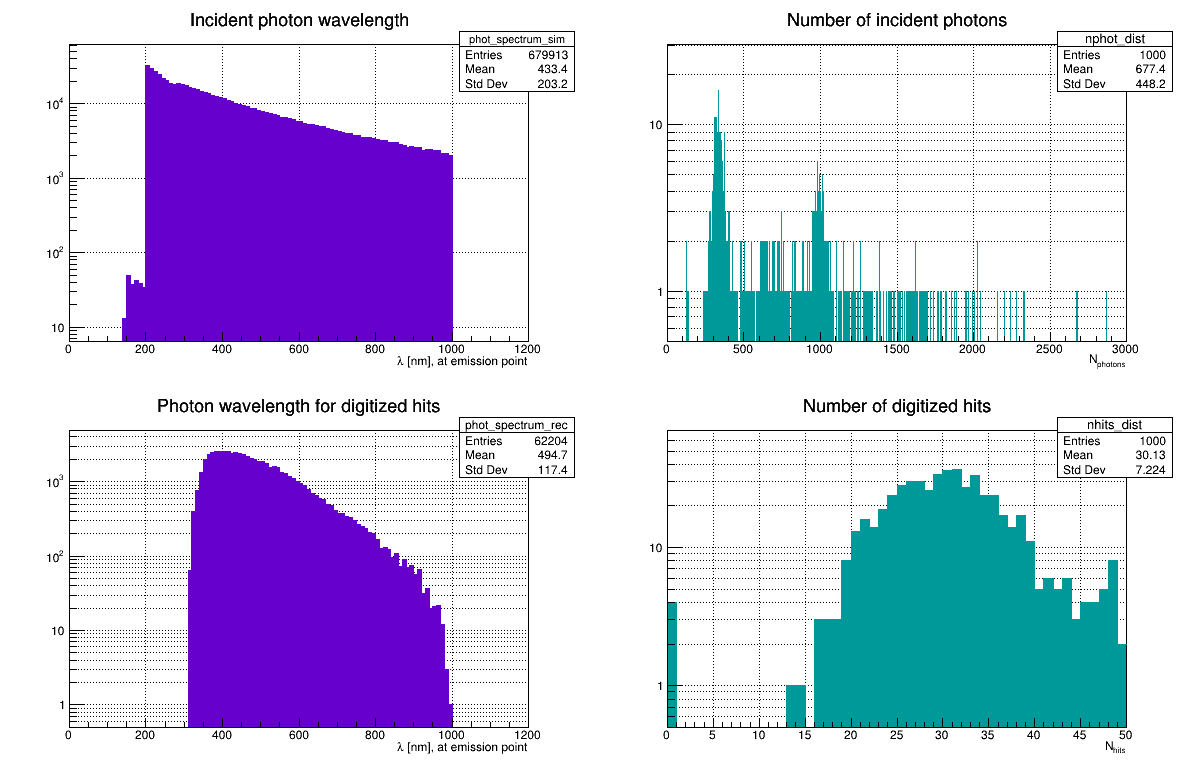 Incident photon wavelength
phot_spectrum_sim
Entries 679913
Mean 433.4
Std Dev 203.2
10⁴
10³
10²
10
0 200 400 600 800 1000 1200
λ [nm], at emission point
Number of incident photons
nphot_dist
Entries 1000
Mean 677.4
Std Dev 448.2
10
1
0 500 1000 1500 2000 2500 3000
N_photons
Photon wavelength for digitized hits
phot_spectrum_rec
Entries 62204
Mean 494.7
Std Dev 117.4
10³
10²
10
1
0 200 400 600 800 1000 1200
λ [nm], at emission point
Number of digitized hits
nhits_dist
Entries 1000
Mean 30.13
Std Dev 7.224
10
1
0 5 10 15 20 25 30 35 40 45 50
N_hits